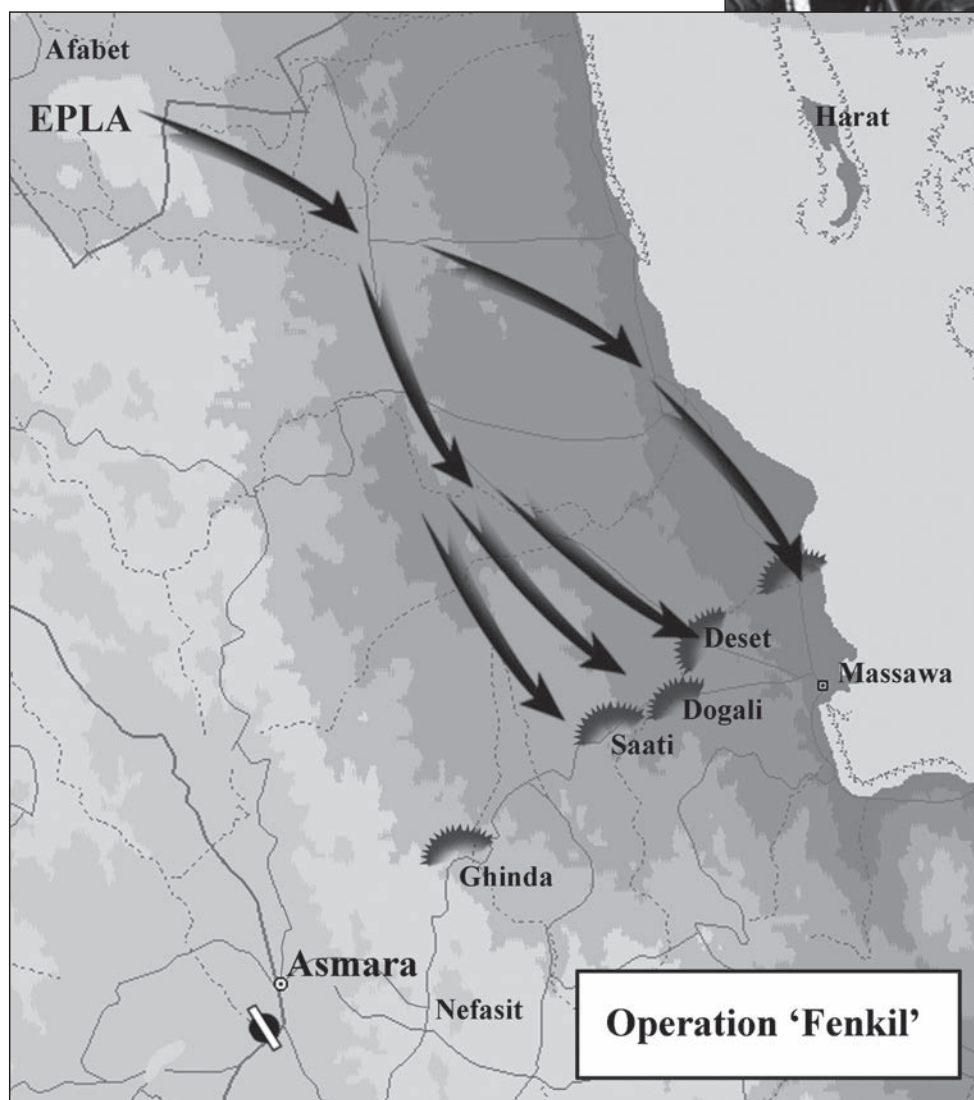 Afabet
EPLA
Harat
Deset
Massawa
Dogali
Saati
Ghinda
Asmara
Nefasit
Operation ‘Fenkil’